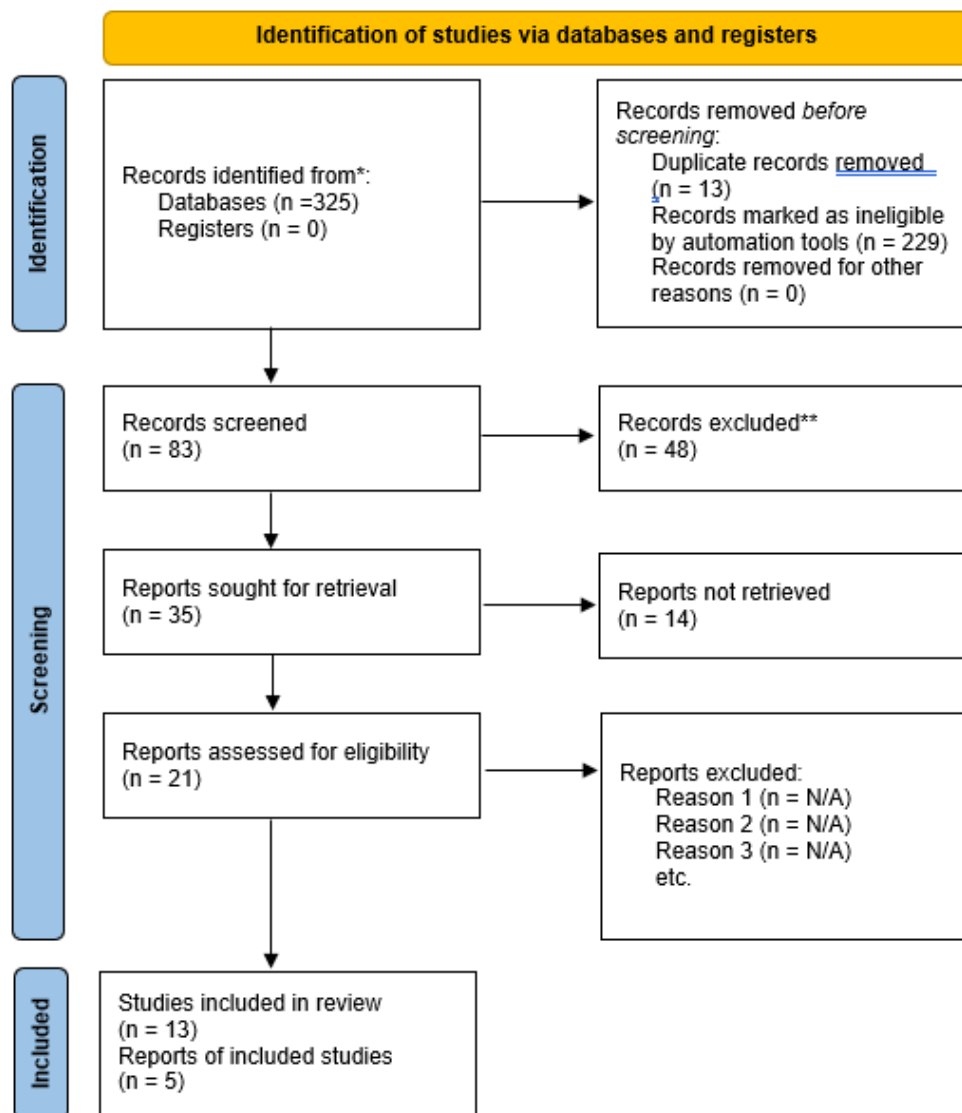 Identification of studies via databases and registers
Identification
Records identified from*:
Databases (n =325)
Registers (n = 0)
Records removed before
screening:
Duplicate records removed
(n = 13)
Records marked as ineligible
by automation tools (n = 229)
Records removed for other
reasons (n = 0)
Screening
Records screened
(n = 83)
Records excluded**
(n = 48)
Reports sought for retrieval
(n = 35)
Reports not retrieved
(n = 14)
Reports assessed for eligibility
(n = 21)
Reports excluded:
Reason 1 (n = N/A)
Reason 2 (n = N/A)
Reason 3 (n = N/A)
etc.
Included
Studies included in review
(n = 13)
Reports of included studies
(n = 5)